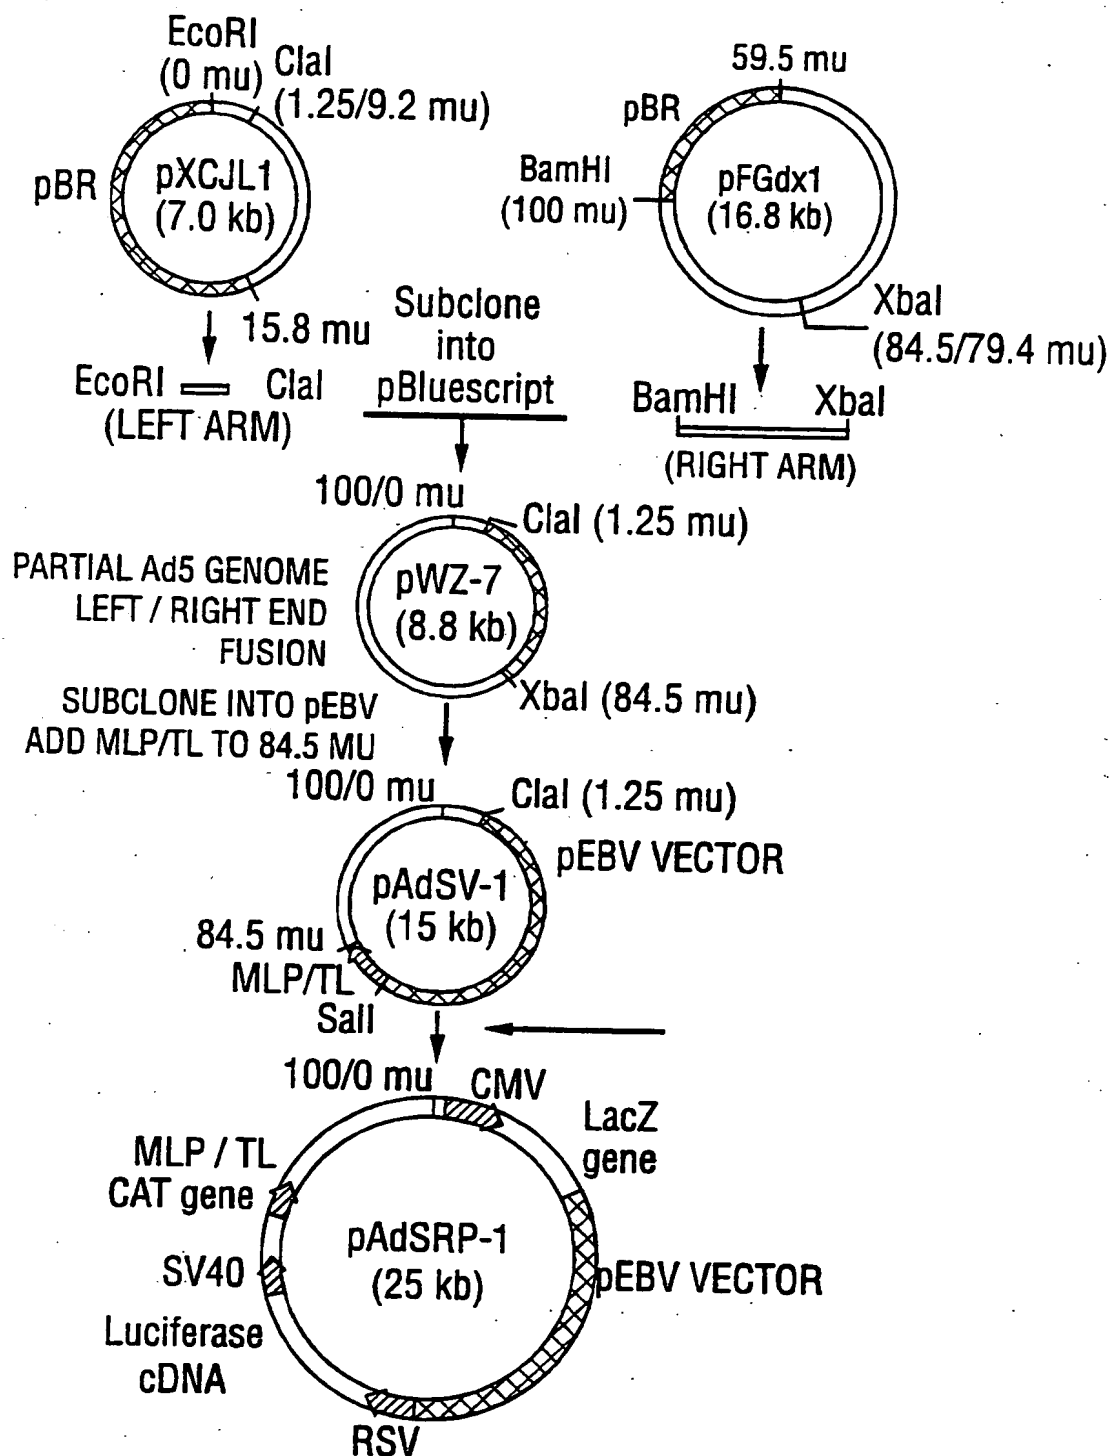 EcoRI
(0 mu)
ClaI
(1.25/9.2 mu)
pBR
pXCJL1
(7.0 kb)
15.8 mu
EcoRI
ClaI
(LEFT ARM)
59.5 mu
pBR
BamHI
(100 mu)
pFGdx1
(16.8 kb)
XbaI
(84.5/79.4 mu)
BamHI
XbaI
(RIGHT ARM)
Subclone
into
pBluescript
100/0 mu
ClaI (1.25 mu)
PARTIAL Ad5 GENOME
LEFT / RIGHT END
FUSION
pWZ-7
(8.8 kb)
XbaI (84.5 mu)
SUBCLONE INTO pEBV
ADD MLP/TL TO 84.5 MU
100/0 mu
ClaI (1.25 mu)
pEBV VECTOR
pAdSV-1
(15 kb)
84.5 mu
MLP/TL
SalI
100/0 mu
CMV
LacZ
gene
MLP / TL
CAT gene
pAdSRP-1
(25 kb)
SV40
pEBV VECTOR
Luciferase
cDNA
RSV